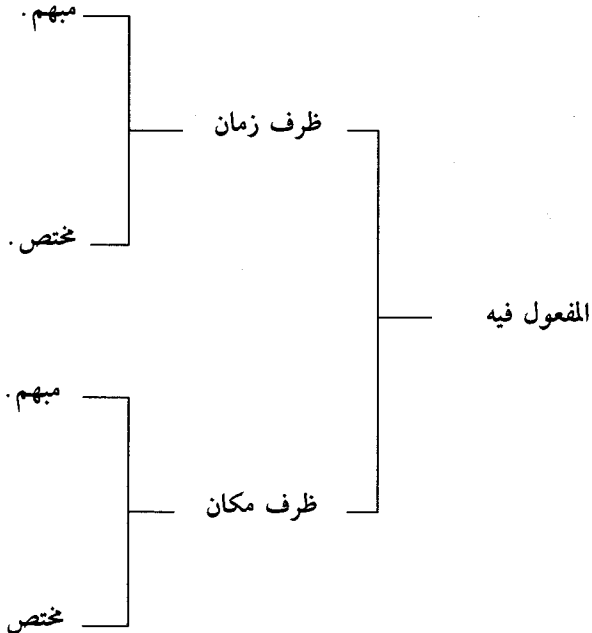 مبهم.
ظرف زمان
مختص.
المفعول فيه
مبهم.
ظرف مكان
مختص